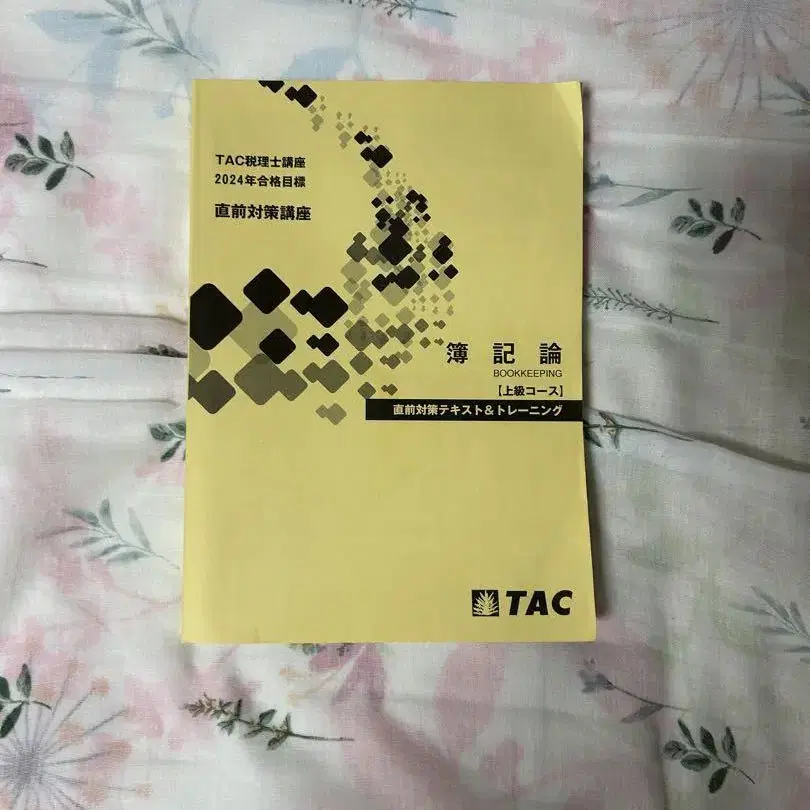 TAC税理士講座
2024年合格目標
直前対策講座
簿記論
BOOKKEEPING
【上級コース】
直前対策テキスト&トレーニング
TAC